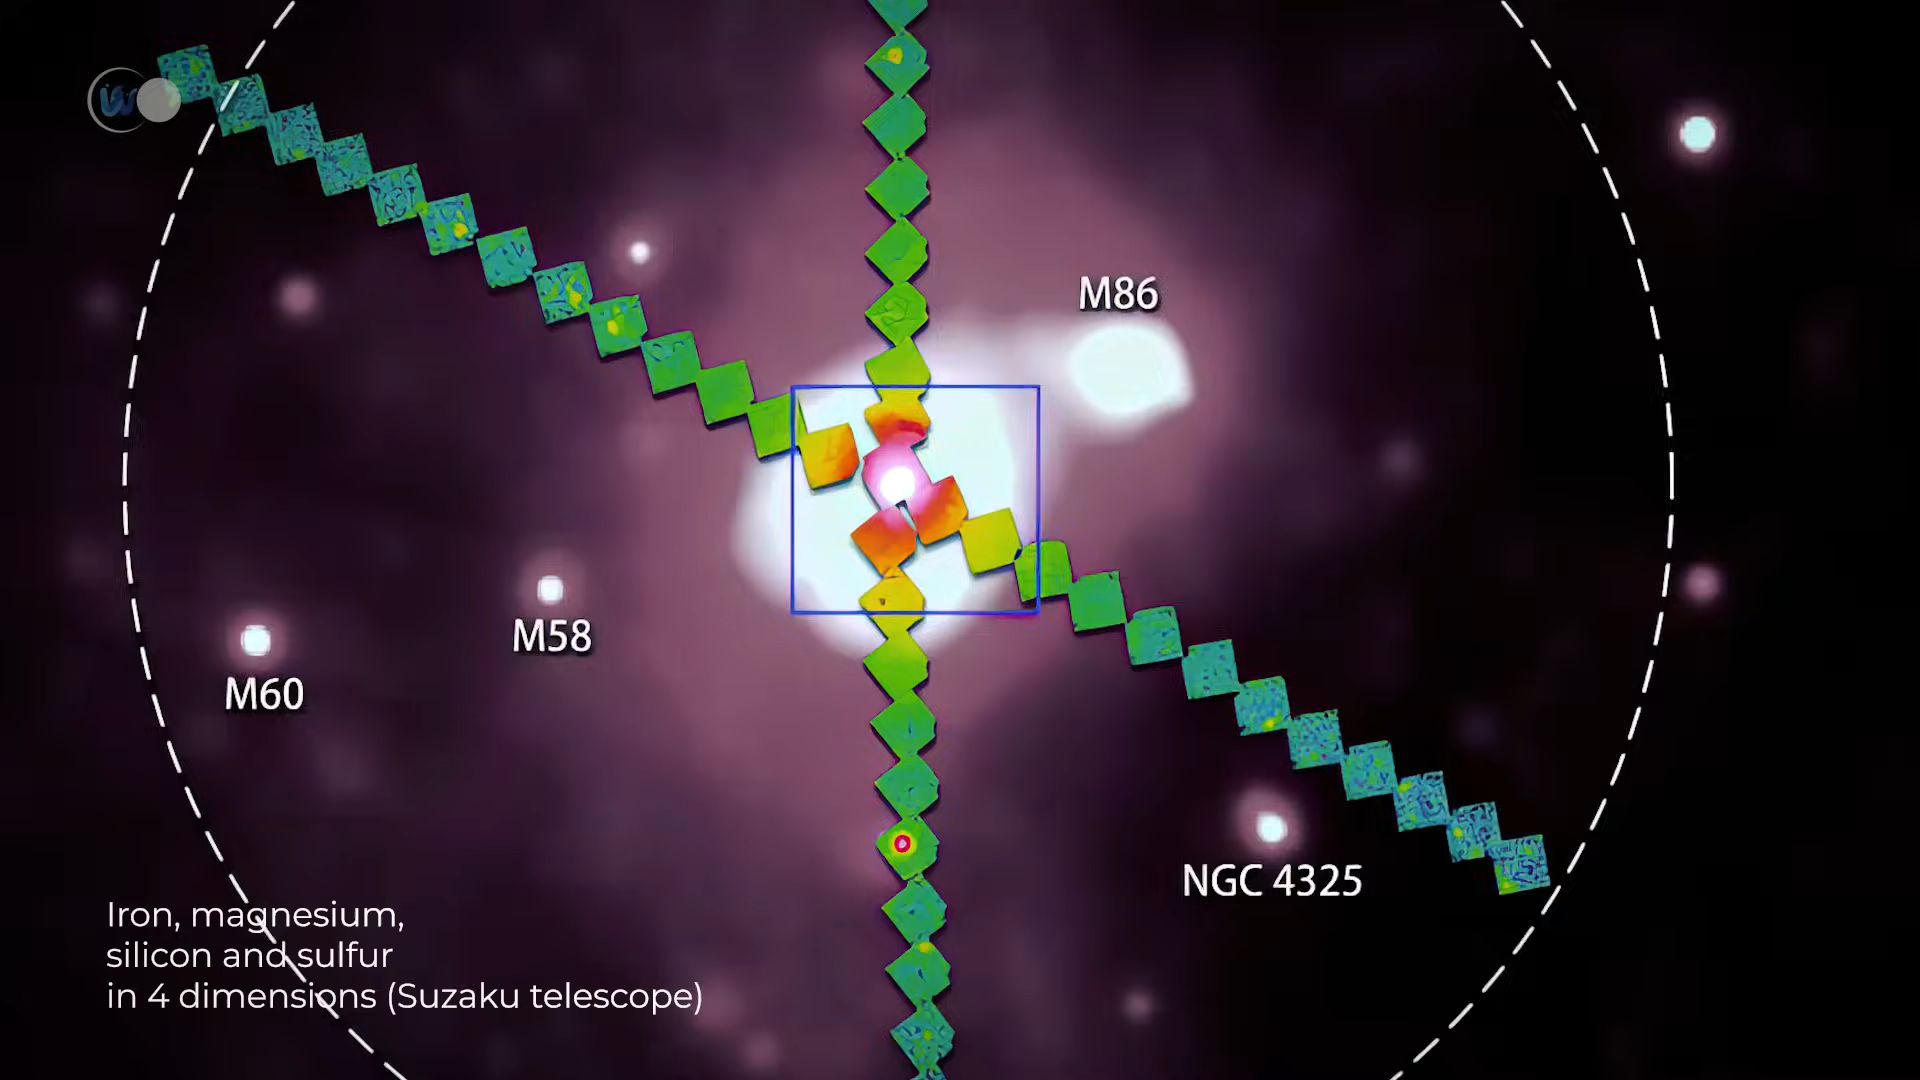 W
M86
M58
M60
NGC 4325
Iron, magnesium,
silicon and sulfur
in 4 dimensions (Suzaku telescope)